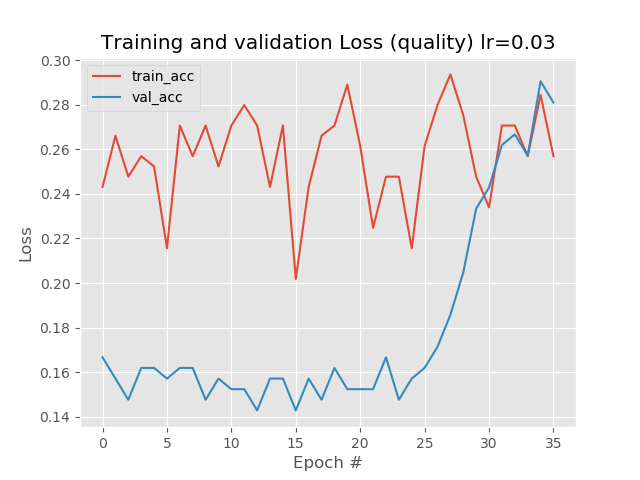 Training and validation Loss (quality) lr=0.03
train_acc
val_acc
0.30
0.28
0.26
0.24
0.22
0.20
0.18
0.16
0.14
Loss
0 5 10 15 20 25 30 35
Epoch #